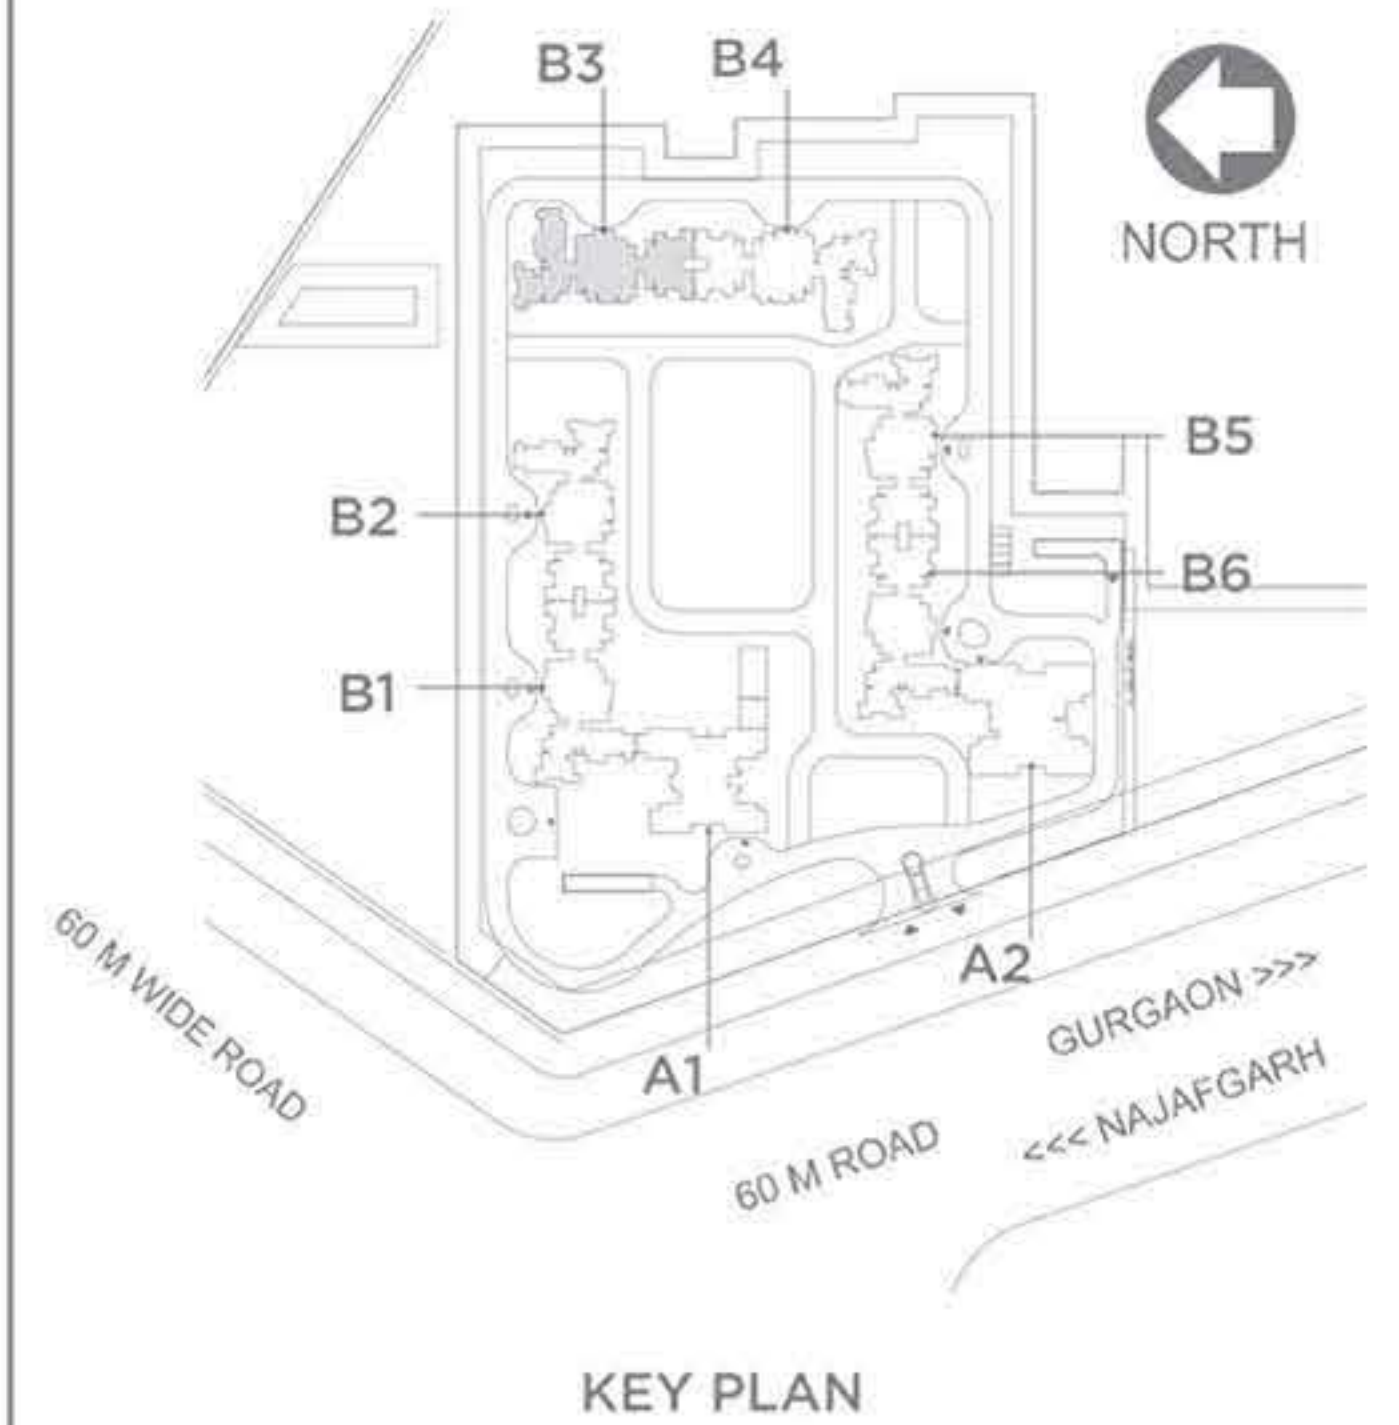 B3
B4
NORTH
B5
B2
B6
B1
60 M WIDE ROAD
A2
GURGAON >>>
A1
<<< NAJAFGARH
60 M ROAD
KEY PLAN